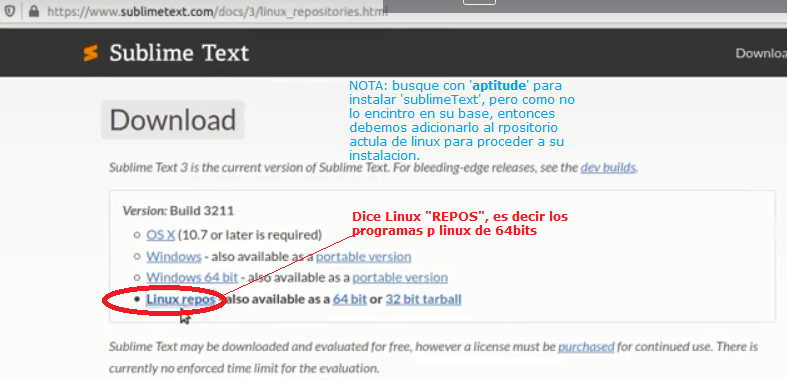 https://www.sublimetext.com/docs/3/linux_repositories.html
Sublime Text
Downloa
NOTA: busque con 'aptitude' para
instalar 'sublimeText', pero como no
lo encintro en su base, entonces
debemos adicionarlo al rpositorio
actula de linux para proceder a su
instalacion.
Download
Sublime Text 3 is the current version of Sublime Text. For bleeding-edge releases, see the dev builds.
Version: Build 3211
Dice Linux "REPOS", es decir los
programas p linux de 64bits
OS X (10.7 or later is required)
Windows - also available as a portable version
Windows 64 bit - also available as a portable version
Linux repos - also available as a 64 bit or 32 bit tarball
Sublime Text may be downloaded and evaluated for free, however a license must be purchased for continued use. There is
currently no enforced time limit for the evaluation.